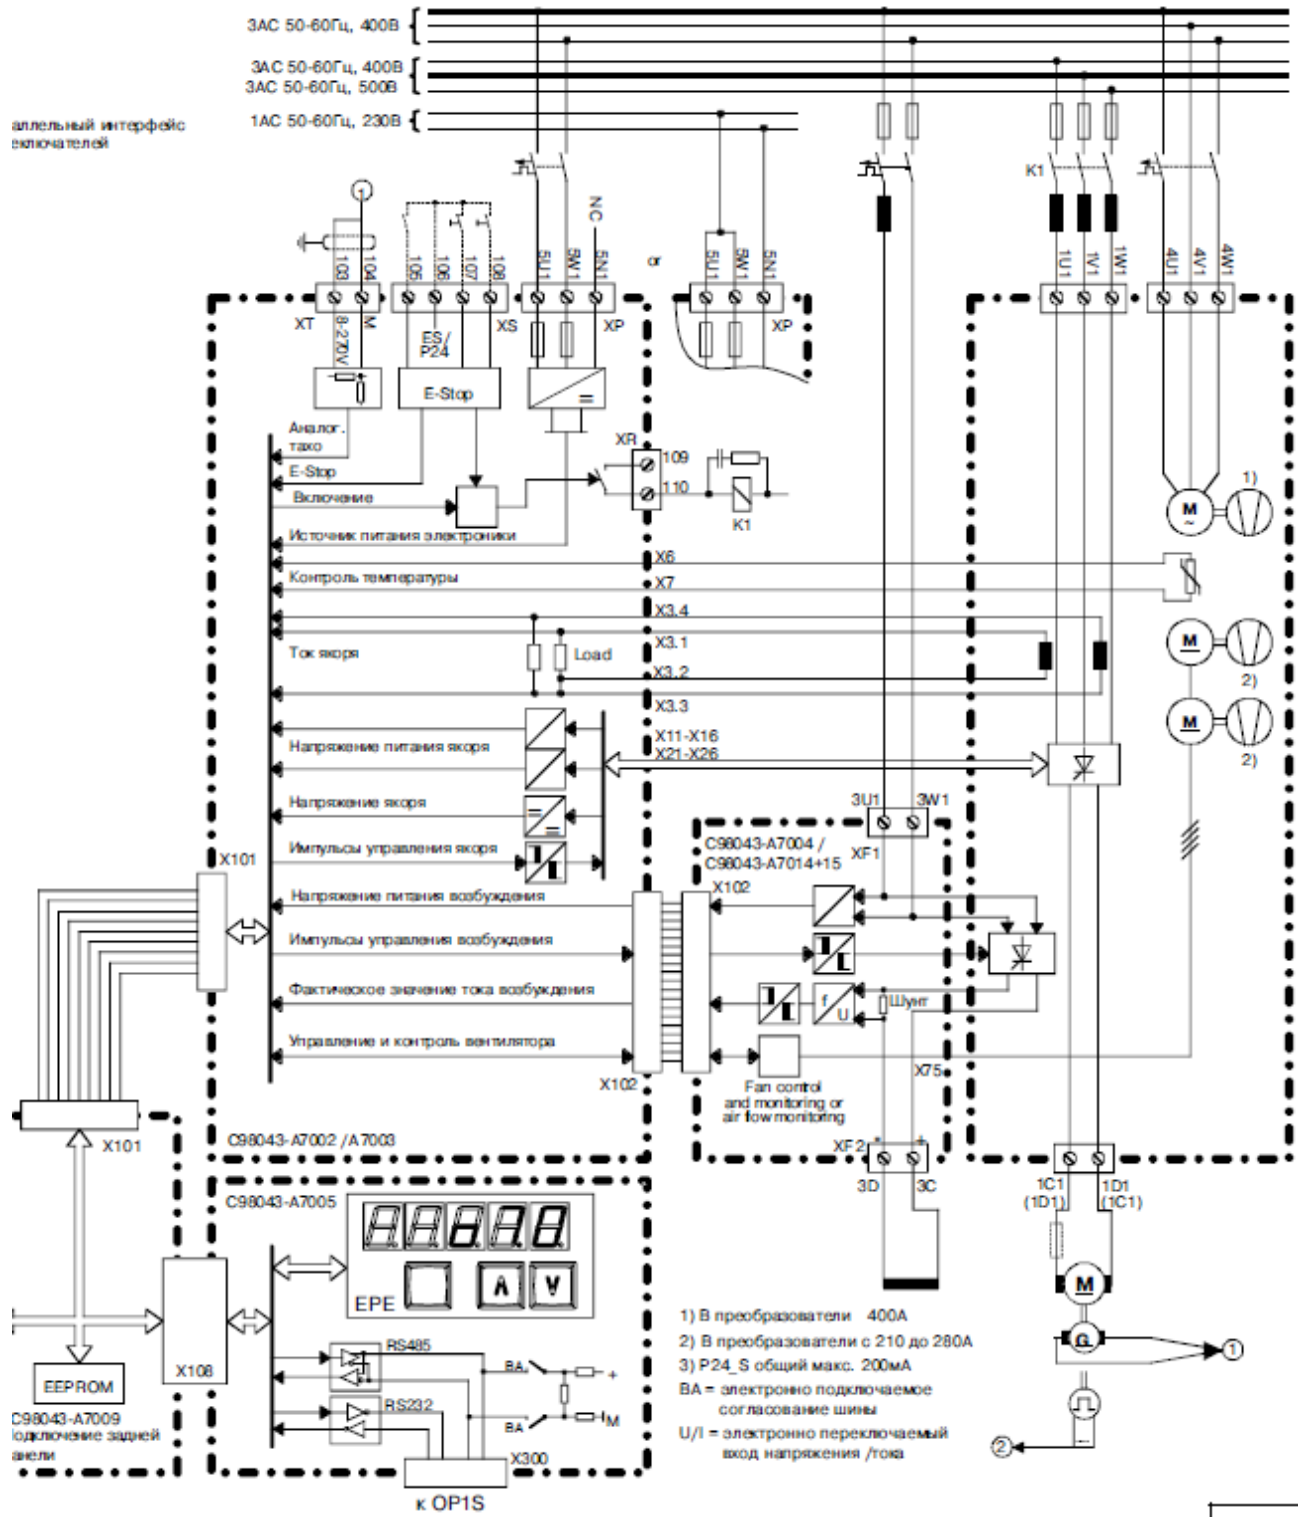 3AC 50-60Гц, 400В
3AC 50-60Гц, 400В
3AC 50-60Гц, 500В
1AC 50-60Гц, 230В
аллельный интерфейс
еключателей
K1
1
NC
103
104
105
106
107
108
5U1
5W1
5N1
or
5U1
5W1
5N1
1U1
1V1
1W1
4U1
4V1
4W1
XT
XS
XP
XP
8-270V
M
ES/
P24
E-Stop
=
Аналог.
тахо
XR
109
110
E-Stop
Включение
K1
M
~
1)
Источник питания электроники
X6
Контроль температуры
X7
X3.4
X3.1
Ток якоря
Load
X3.2
X3.3
M
2)
M
2)
X11-X16
X21-X26
Напряжение питания якоря
Напряжение якоря
=
=
3U1
3W1
XF1
C98043-A7004 /
C98043-A7014+15
Импульсы управления якоря
X101
X102
Напряжение питания возбуждения
Импульсы управления возбуждения
Фактическое значение тока возбуждения
f
U
Шунт
Управление и контроль вентилятора
X102
X75
Fan control
and monitoring or
air flow monitoring
X101
C98043-A7002 /A7003
XF2
+
3D
3C
1C1
(1D1)
1D1
(1C1)
C98043-A7005
EPE
M
G
1
1) В преобразователи 400А
2) В преобразователи с 210 до 280А
3) P24_S общий макс. 200мА
BA = электронно подключаемое
согласование шины
U/I = электронно переключаемый
вход напряжения /тока
2
X108
RS485
BA
+
EEPROM
RS232
BA
M
C98043-A7009
одключение задней
анели
X300
к OP1S